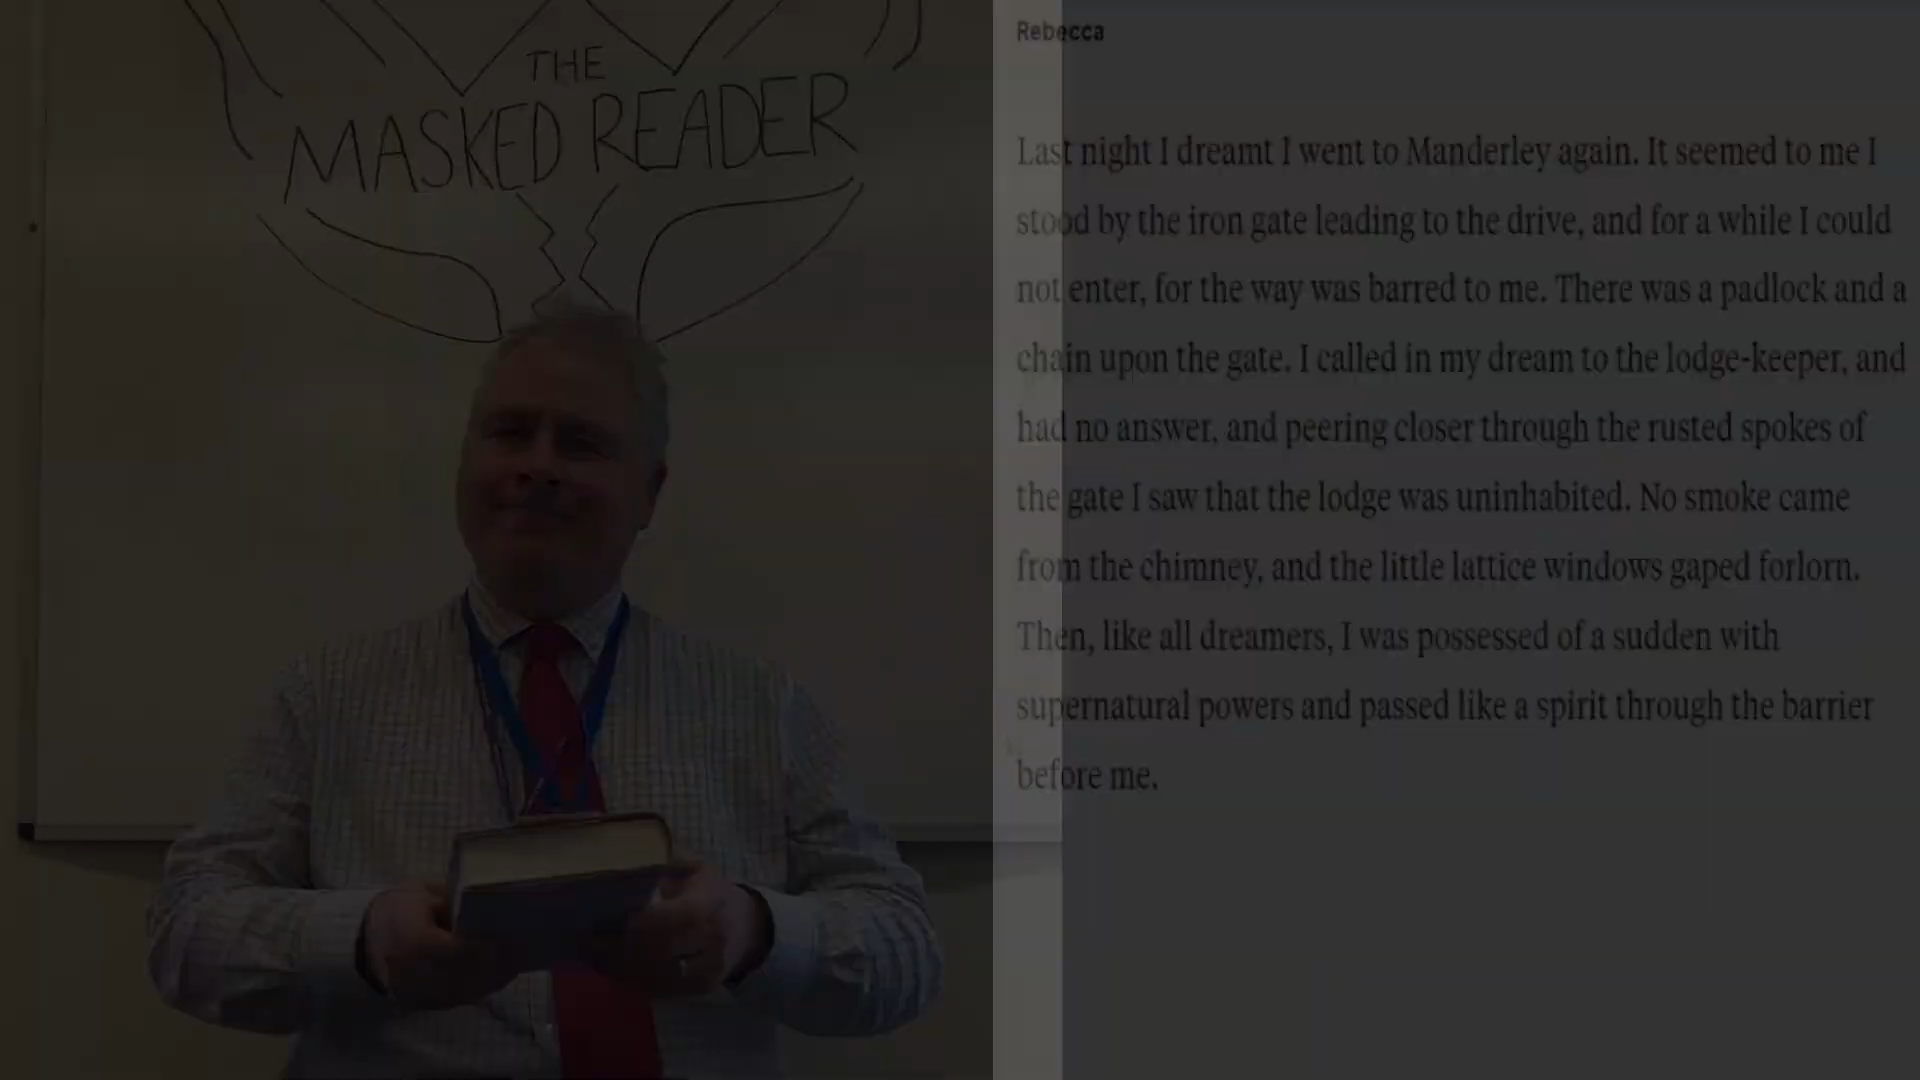 THE
MASKED READER
Rebecca
Last night I dreamt I went to Manderley again. It seemed to me I
stood by the iron gate leading to the drive, and for a while I could
not enter, for the way was barred to me. There was a padlock and a
chain upon the gate. I called in my dream to the lodge-keeper, and
had no answer, and peering closer through the rusted spokes of
the gate I saw that the lodge was uninhabited. No smoke came
from the chimney, and the little lattice windows gaped forlorn.
Then, like all dreamers, I was possessed of a sudden with
supernatural powers and passed like a spirit through the barrier
before me.